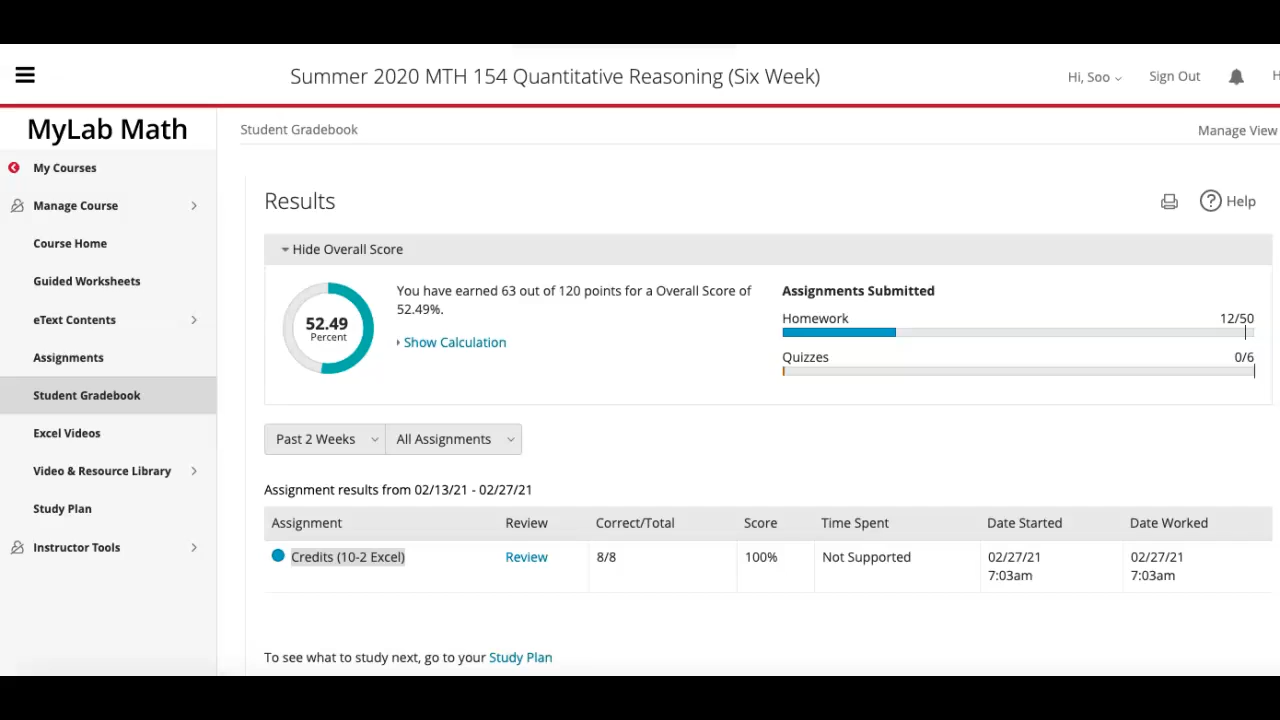 Summer 2020 MTH 154 Quantitative Reasoning (Six Week)
Hi, Soo
Sign Out
H
MyLab Math
Student Gradebook
Manage View
My Courses
Manage Course
Course Home
Guided Worksheets
eText Contents
Assignments
Student Gradebook
Excel Videos
Video & Resource Library
Study Plan
Instructor Tools
Results
? Help
Hide Overall Score
52.49
Percent
You have earned 63 out of 120 points for a Overall Score of
52.49%.
Show Calculation
Assignments Submitted
Homework 12/50
Quizzes 0/6
Past 2 Weeks All Assignments
Assignment results from 02/13/21 - 02/27/21
Assignment Review Correct/Total Score Time Spent Date Started Date Worked
Credits (10-2 Excel) Review 8/8 100% Not Supported 02/27/21 02/27/21
7:03am 7:03am
To see what to study next, go to your Study Plan